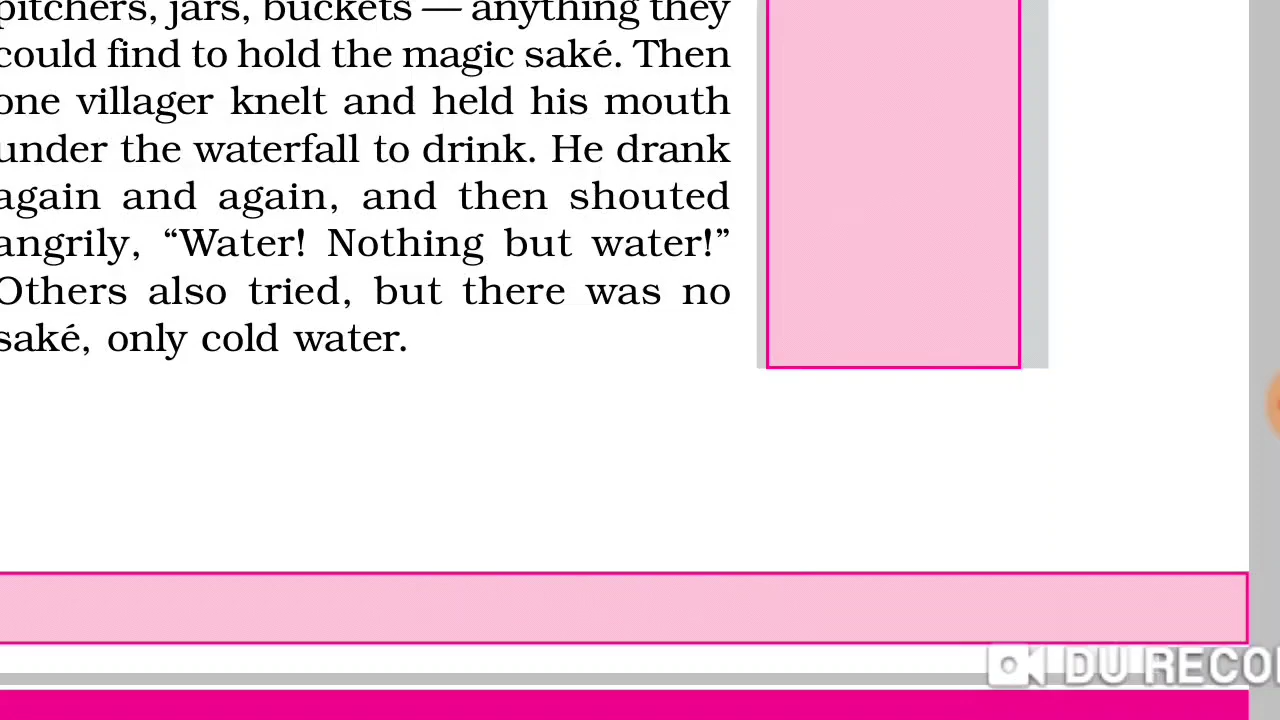 pitchers, jars, buckets — anything they
could find to hold the magic saké. Then
one villager knelt and held his mouth
under the waterfall to drink. He drank
again and again, and then shouted
angrily, “Water! Nothing but water!”
Others also tried, but there was no
saké, only cold water.
DU RECO